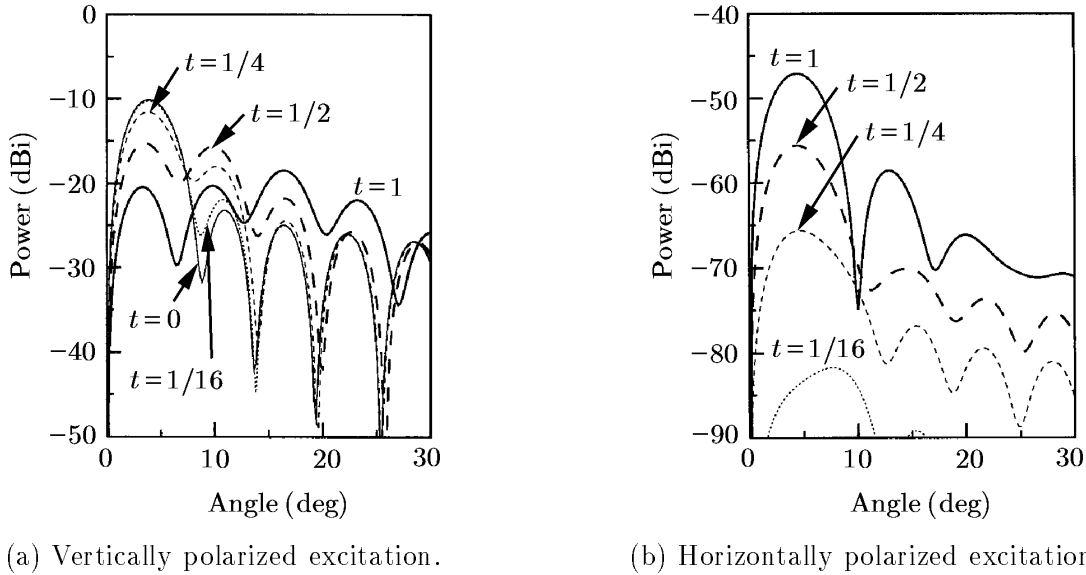 0
−10
−20
−30
−40
−50
Power (dBi)
t = 1/4
t = 1/2
t = 1
t = 0
t = 1/16
0
10
20
30
Angle (deg)
(a) Vertically polarized excitation.
−40
−50
−60
−70
−80
−90
Power (dBi)
t = 1
t = 1/2
t = 1/4
t = 1/16
0
10
20
30
Angle (deg)
(b) Horizontally polarized excitation